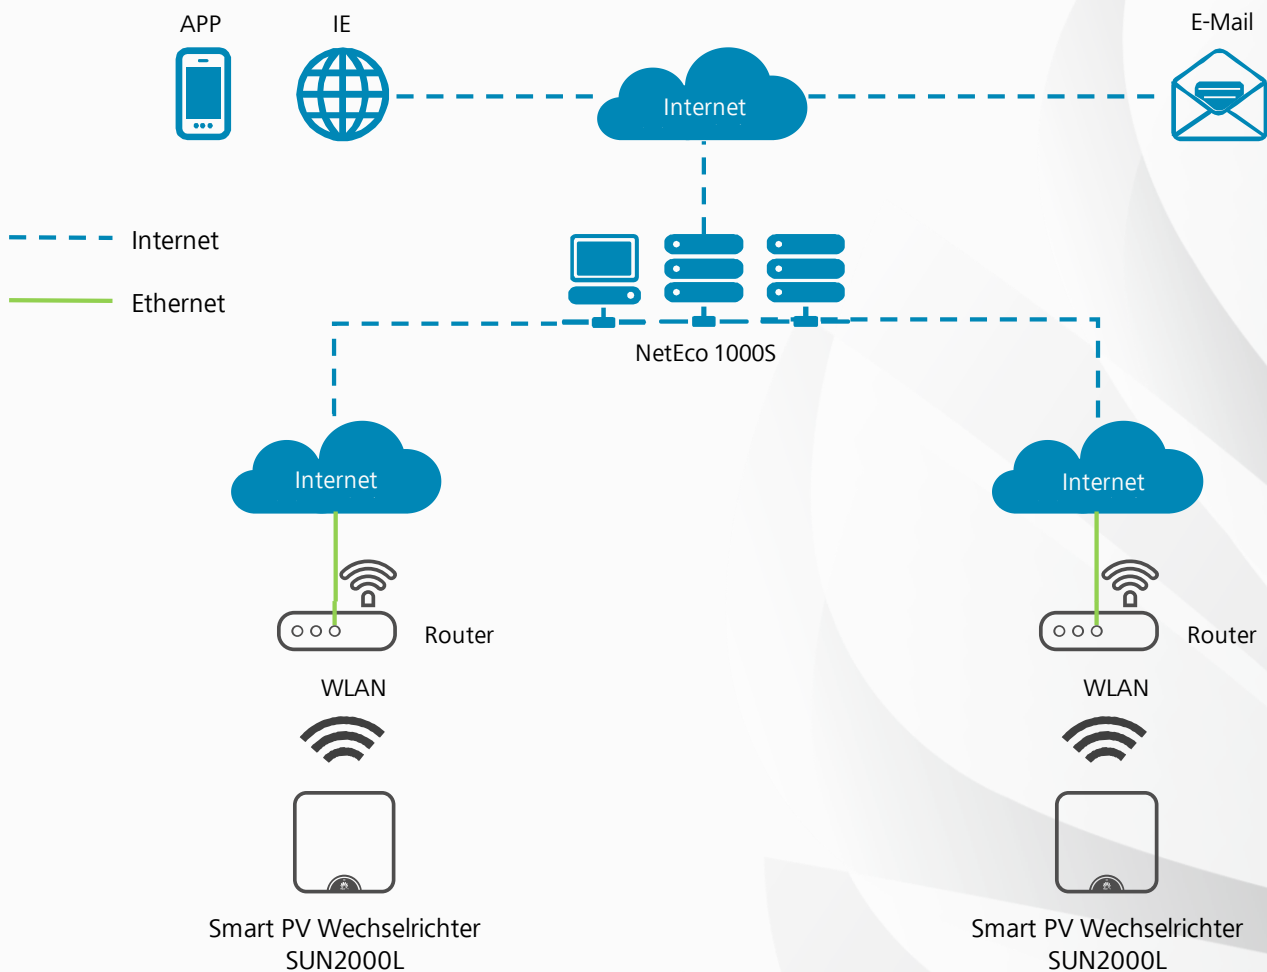 APP
IE
E-Mail
Internet
Internet
Ethernet
NetEco 1000S
Internet
Internet
Router
Router
WLAN
WLAN
Smart PV Wechselrichter
SUN2000L
Smart PV Wechselrichter
SUN2000L